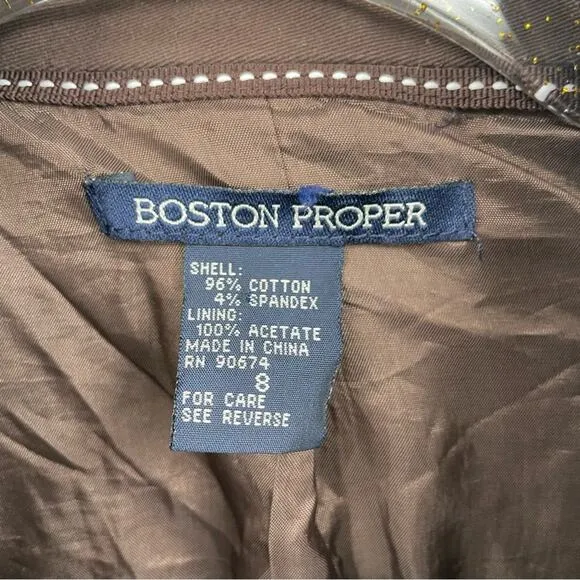 BOSTON PROPER
SHELL:
96% COTTON
4% SPANDEX
LINING:
100% ACETATE
MADE IN CHINA
RN 90674
8
FOR CARE
SEE REVERSE